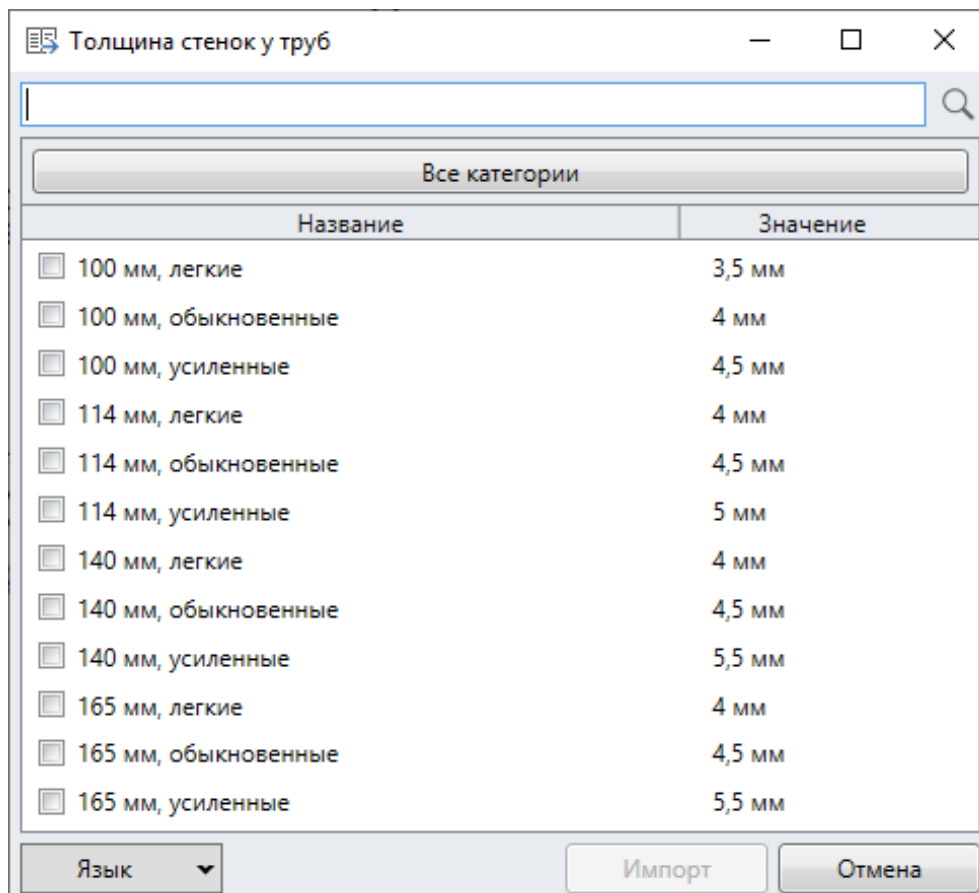 Толщина стенок у труб
Все категории
Название Значение
100 мм, легкие 3,5 мм
100 мм, обыкновенные 4 мм
100 мм, усиленные 4,5 мм
114 мм, легкие 4 мм
114 мм, обыкновенные 4,5 мм
114 мм, усиленные 5 мм
140 мм, легкие 4 мм
140 мм, обыкновенные 4,5 мм
140 мм, усиленные 5,5 мм
165 мм, легкие 4 мм
165 мм, обыкновенные 4,5 мм
165 мм, усиленные 5,5 мм
Язык Импорт Отмена